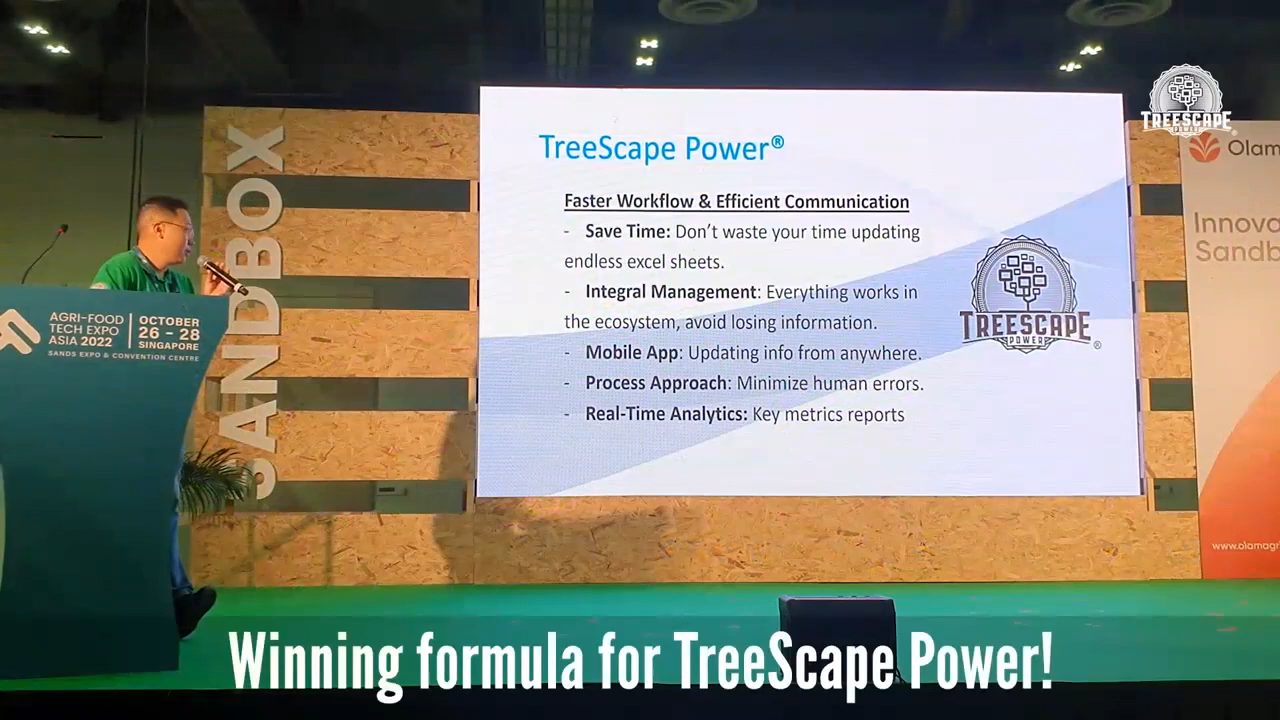 TREESCAPE
POWER
®
Olam
Innova
Sandb
www.olamagr
SANDBOX
AGRI-FOOD
TECH EXPO
ASIA 2022
OCTOBER
26 - 28
SINGAPORE
SANDS EXPO & CONVENTION CENTRE
TreeScape Power®
Faster Workflow & Efficient Communication
- Save Time: Don’t waste your time updating
endless excel sheets.
- Integral Management: Everything works in
the ecosystem, avoid losing information.
- Mobile App: Updating info from anywhere.
- Process Approach: Minimize human errors.
- Real-Time Analytics: Key metrics reports
TREESCAPE
POWER
®
Winning formula for TreeScape Power!